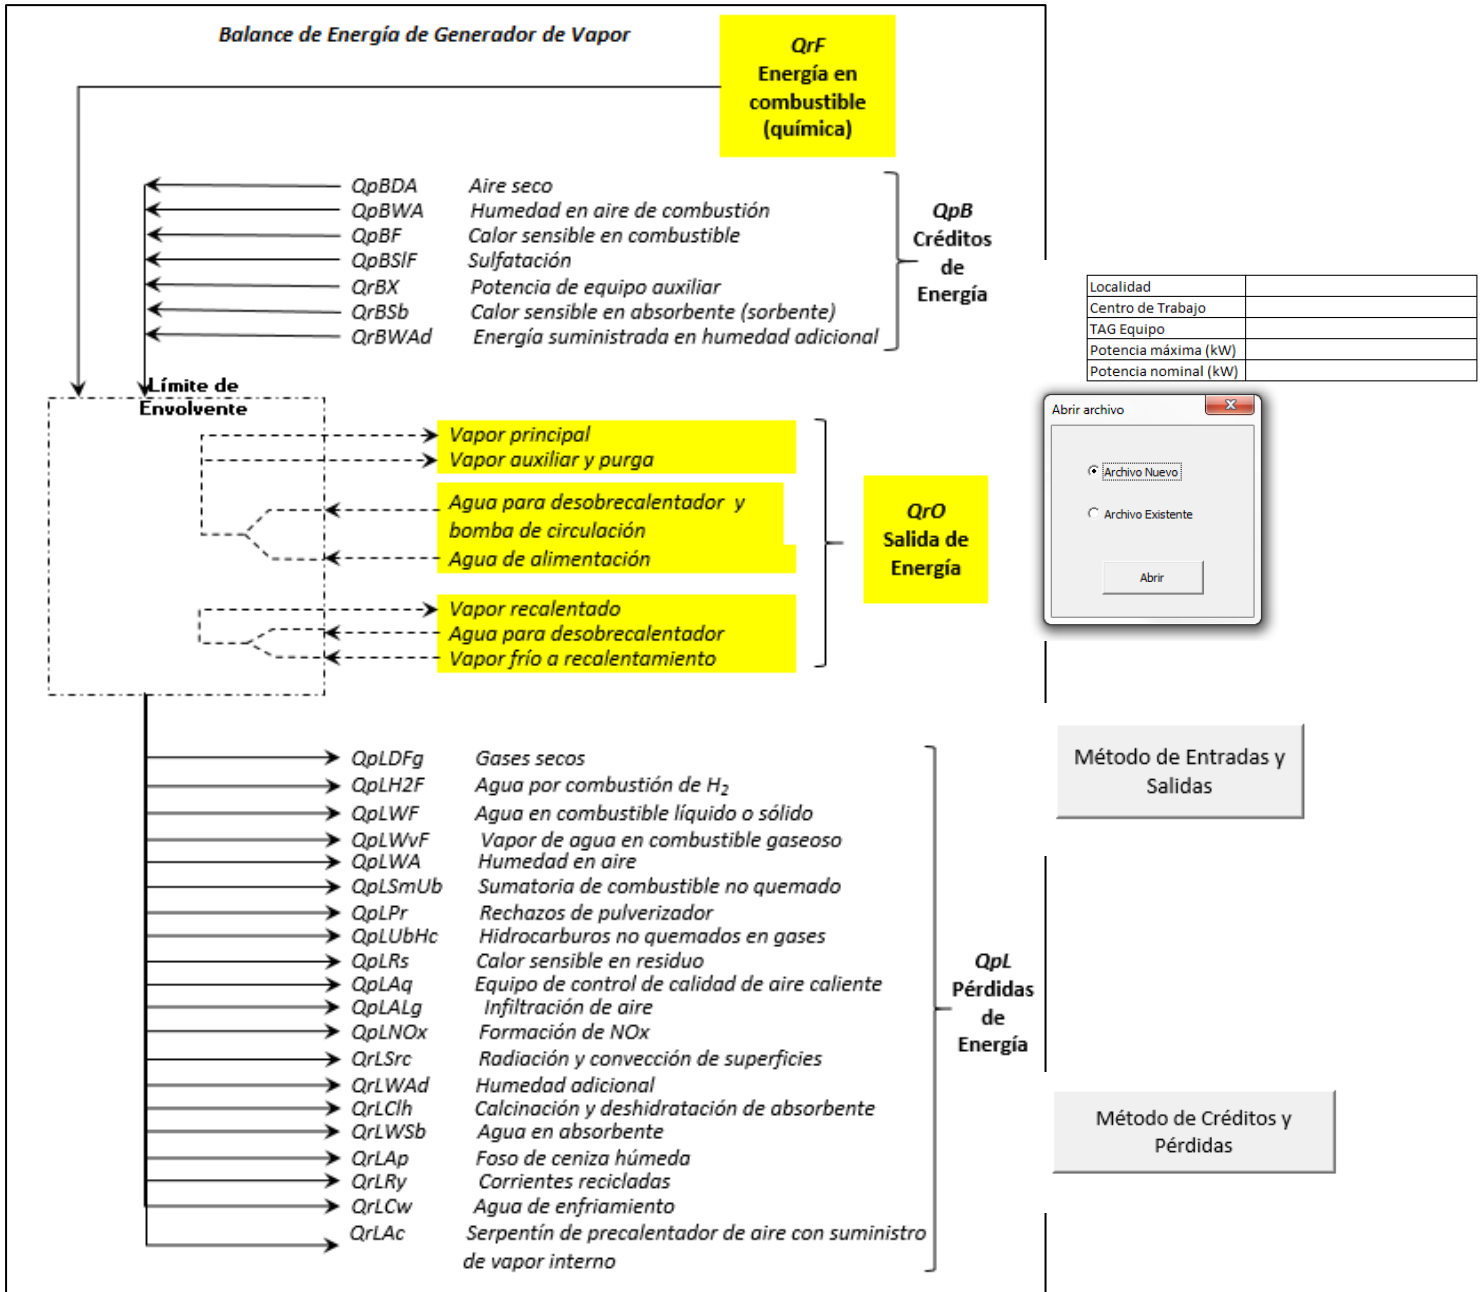 Balance de Energía de Generador de Vapor
QrF
Energía en
combustible
(química)
QpBDA Aire seco
QpBWA Humedad en aire de combustión
QpBF Calor sensible en combustible
QpBSlF Sulfatación
QrBX Potencia de equipo auxiliar
QrBSb Calor sensible en absorbente (sorbente)
QrBWAd Energía suministrada en humedad adicional
QpB
Créditos
de
Energía
Localidad
Centro de Trabajo
TAG Equipo
Potencia máxima (kW)
Potencia nominal (kW)
Límite de
Envolvente
Vapor principal
Vapor auxiliar y purga
Agua para desobrecalentador y
bomba de circulación
Agua de alimentación
Vapor recalentado
Agua para desobrecalentador
Vapor frío a recalentamiento
QrO
Salida de
Energía
Abrir archivo
Archivo Nuevo
Archivo Existente
Abrir
Método de Entradas y
Salidas
QpLDFg Gases secos
QpLH2F Agua por combustión de H2
QpLWF Agua en combustible líquido o sólido
QpLWvF Vapor de agua en combustible gaseoso
QpLWA Humedad en aire
QpLSmUb Sumatoria de combustible no quemado
QpLPr Rechazos de pulverizador
QpLUbHc Hidrocarburos no quemados en gases
QpLRs Calor sensible en residuo
QpLAq Equipo de control de calidad de aire caliente
QpLALg Infiltración de aire
QpLNOx Formación de NOx
QrLSrc Radiación y convección de superficies
QrLWAd Humedad adicional
QrLClh Calcinación y deshidratación de absorbente
QrLWSb Agua en absorbente
QrLAp Foso de ceniza húmeda
QrLRy Corrientes recicladas
QrLCw Agua de enfriamiento
QrLAc Serpentín de precalentador de aire con suministro
de vapor interno
QpL
Pérdidas
de
Energía
Método de Créditos y
Pérdidas